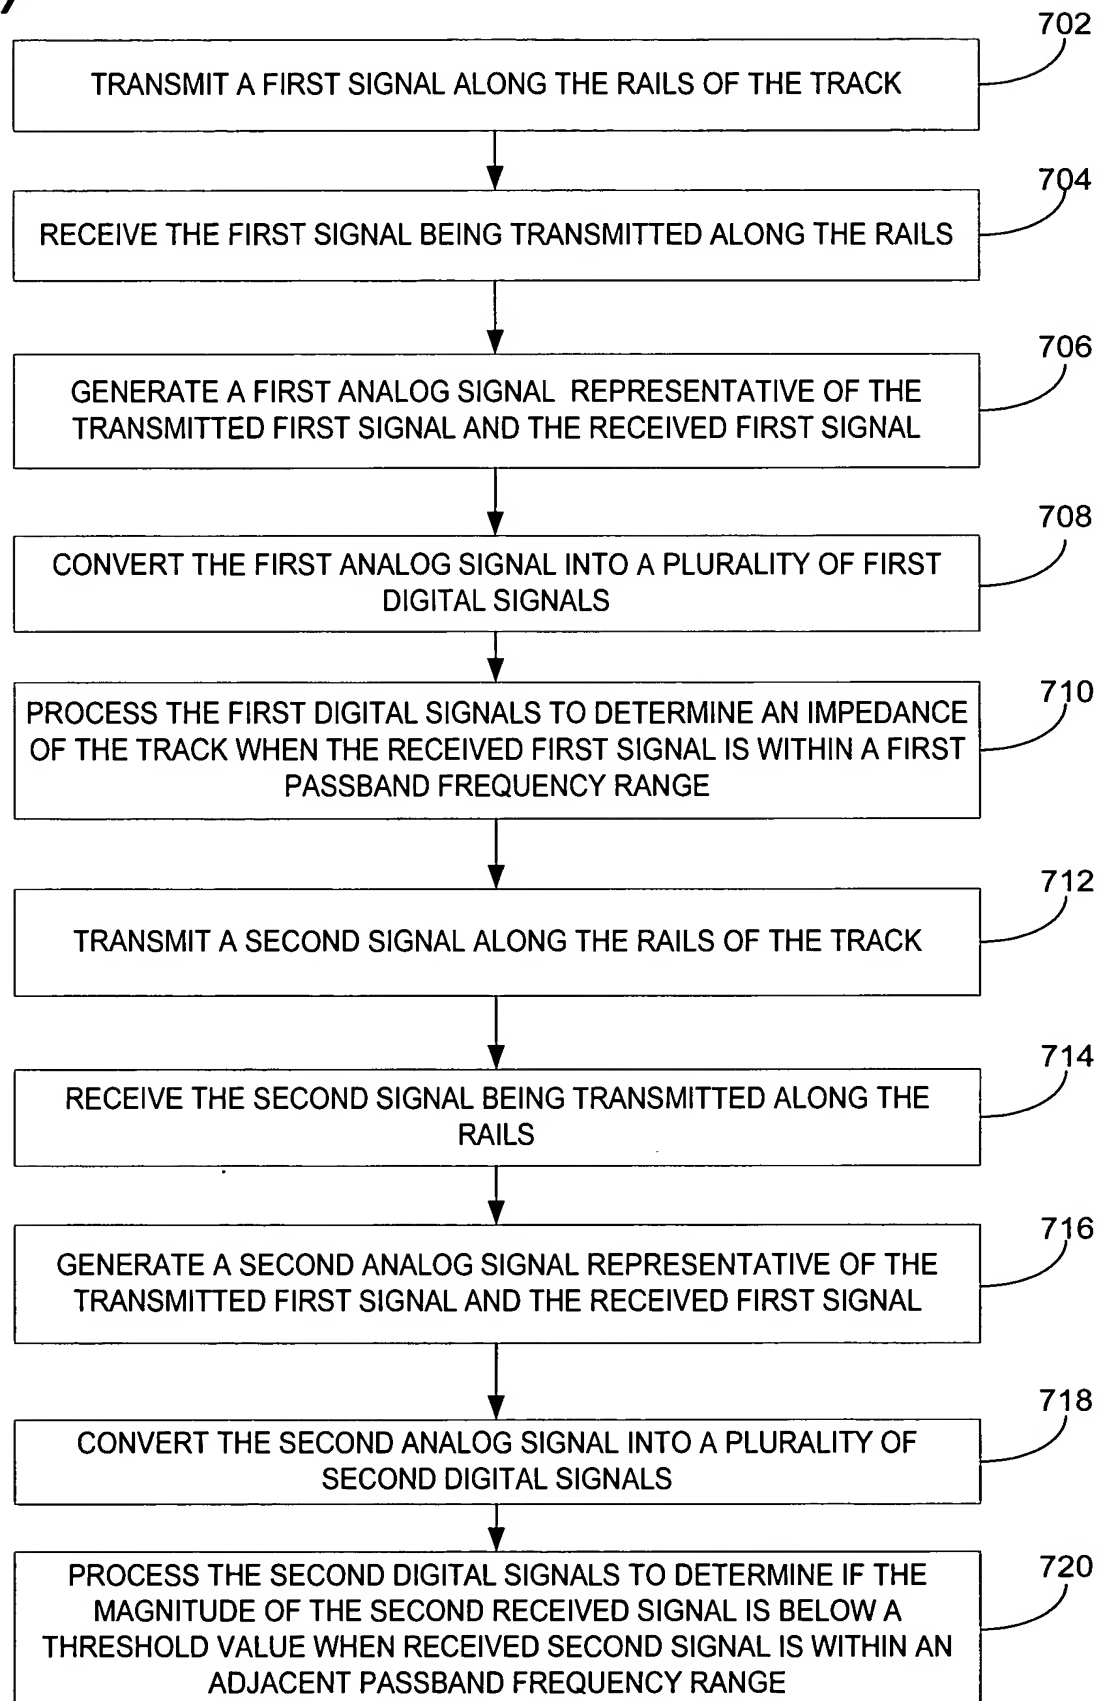 702
TRANSMIT A FIRST SIGNAL ALONG THE RAILS OF THE TRACK
704
RECEIVE THE FIRST SIGNAL BEING TRANSMITTED ALONG THE RAILS
706
GENERATE A FIRST ANALOG SIGNAL REPRESENTATIVE OF THE
TRANSMITTED FIRST SIGNAL AND THE RECEIVED FIRST SIGNAL
708
CONVERT THE FIRST ANALOG SIGNAL INTO A PLURALITY OF FIRST
DIGITAL SIGNALS
710
PROCESS THE FIRST DIGITAL SIGNALS TO DETERMINE AN IMPEDANCE
OF THE TRACK WHEN THE RECEIVED FIRST SIGNAL IS WITHIN A FIRST
PASSBAND FREQUENCY RANGE
712
TRANSMIT A SECOND SIGNAL ALONG THE RAILS OF THE TRACK
714
RECEIVE THE SECOND SIGNAL BEING TRANSMITTED ALONG THE
RAILS
716
GENERATE A SECOND ANALOG SIGNAL REPRESENTATIVE OF THE
TRANSMITTED FIRST SIGNAL AND THE RECEIVED FIRST SIGNAL
718
CONVERT THE SECOND ANALOG SIGNAL INTO A PLURALITY OF
SECOND DIGITAL SIGNALS
720
PROCESS THE SECOND DIGITAL SIGNALS TO DETERMINE IF THE
MAGNITUDE OF THE SECOND RECEIVED SIGNAL IS BELOW A
THRESHOLD VALUE WHEN RECEIVED SECOND SIGNAL IS WITHIN AN
ADJACENT PASSBAND FREQUENCY RANGE